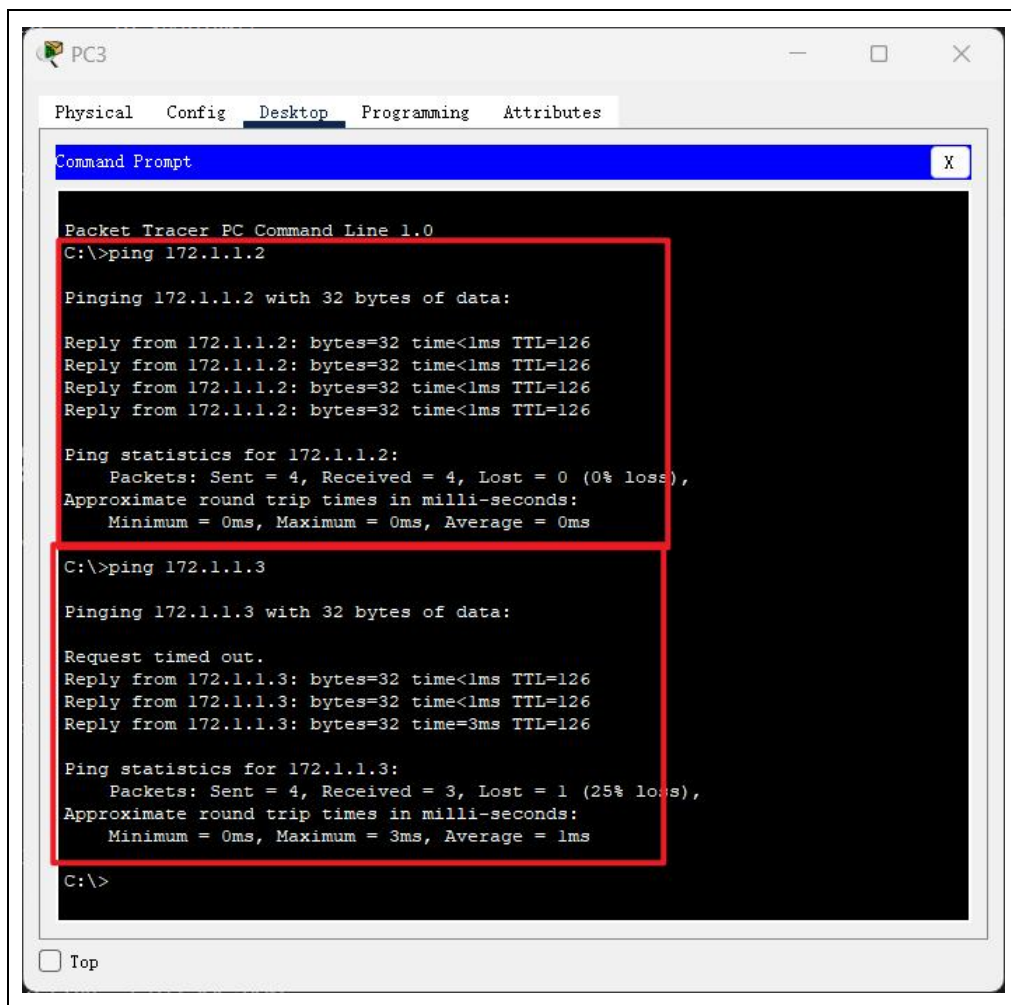 PC3
Physical Config Desktop Programming Attributes
Command Prompt X
Packet Tracer PC Command Line 1.0
C:\>ping 172.1.1.2
Pinging 172.1.1.2 with 32 bytes of data:
Reply from 172.1.1.2: bytes=32 time<1ms TTL=126
Reply from 172.1.1.2: bytes=32 time<1ms TTL=126
Reply from 172.1.1.2: bytes=32 time<1ms TTL=126
Reply from 172.1.1.2: bytes=32 time<1ms TTL=126
Ping statistics for 172.1.1.2:
Packets: Sent = 4, Received = 4, Lost = 0 (0% loss),
Approximate round trip times in milli-seconds:
Minimum = 0ms, Maximum = 0ms, Average = 0ms
C:\>ping 172.1.1.3
Pinging 172.1.1.3 with 32 bytes of data:
Request timed out.
Reply from 172.1.1.3: bytes=32 time<1ms TTL=126
Reply from 172.1.1.3: bytes=32 time<1ms TTL=126
Reply from 172.1.1.3: bytes=32 time=3ms TTL=126
Ping statistics for 172.1.1.3:
Packets: Sent = 4, Received = 3, Lost = 1 (25% loss),
Approximate round trip times in milli-seconds:
Minimum = 0ms, Maximum = 3ms, Average = 1ms
C:\>
Top